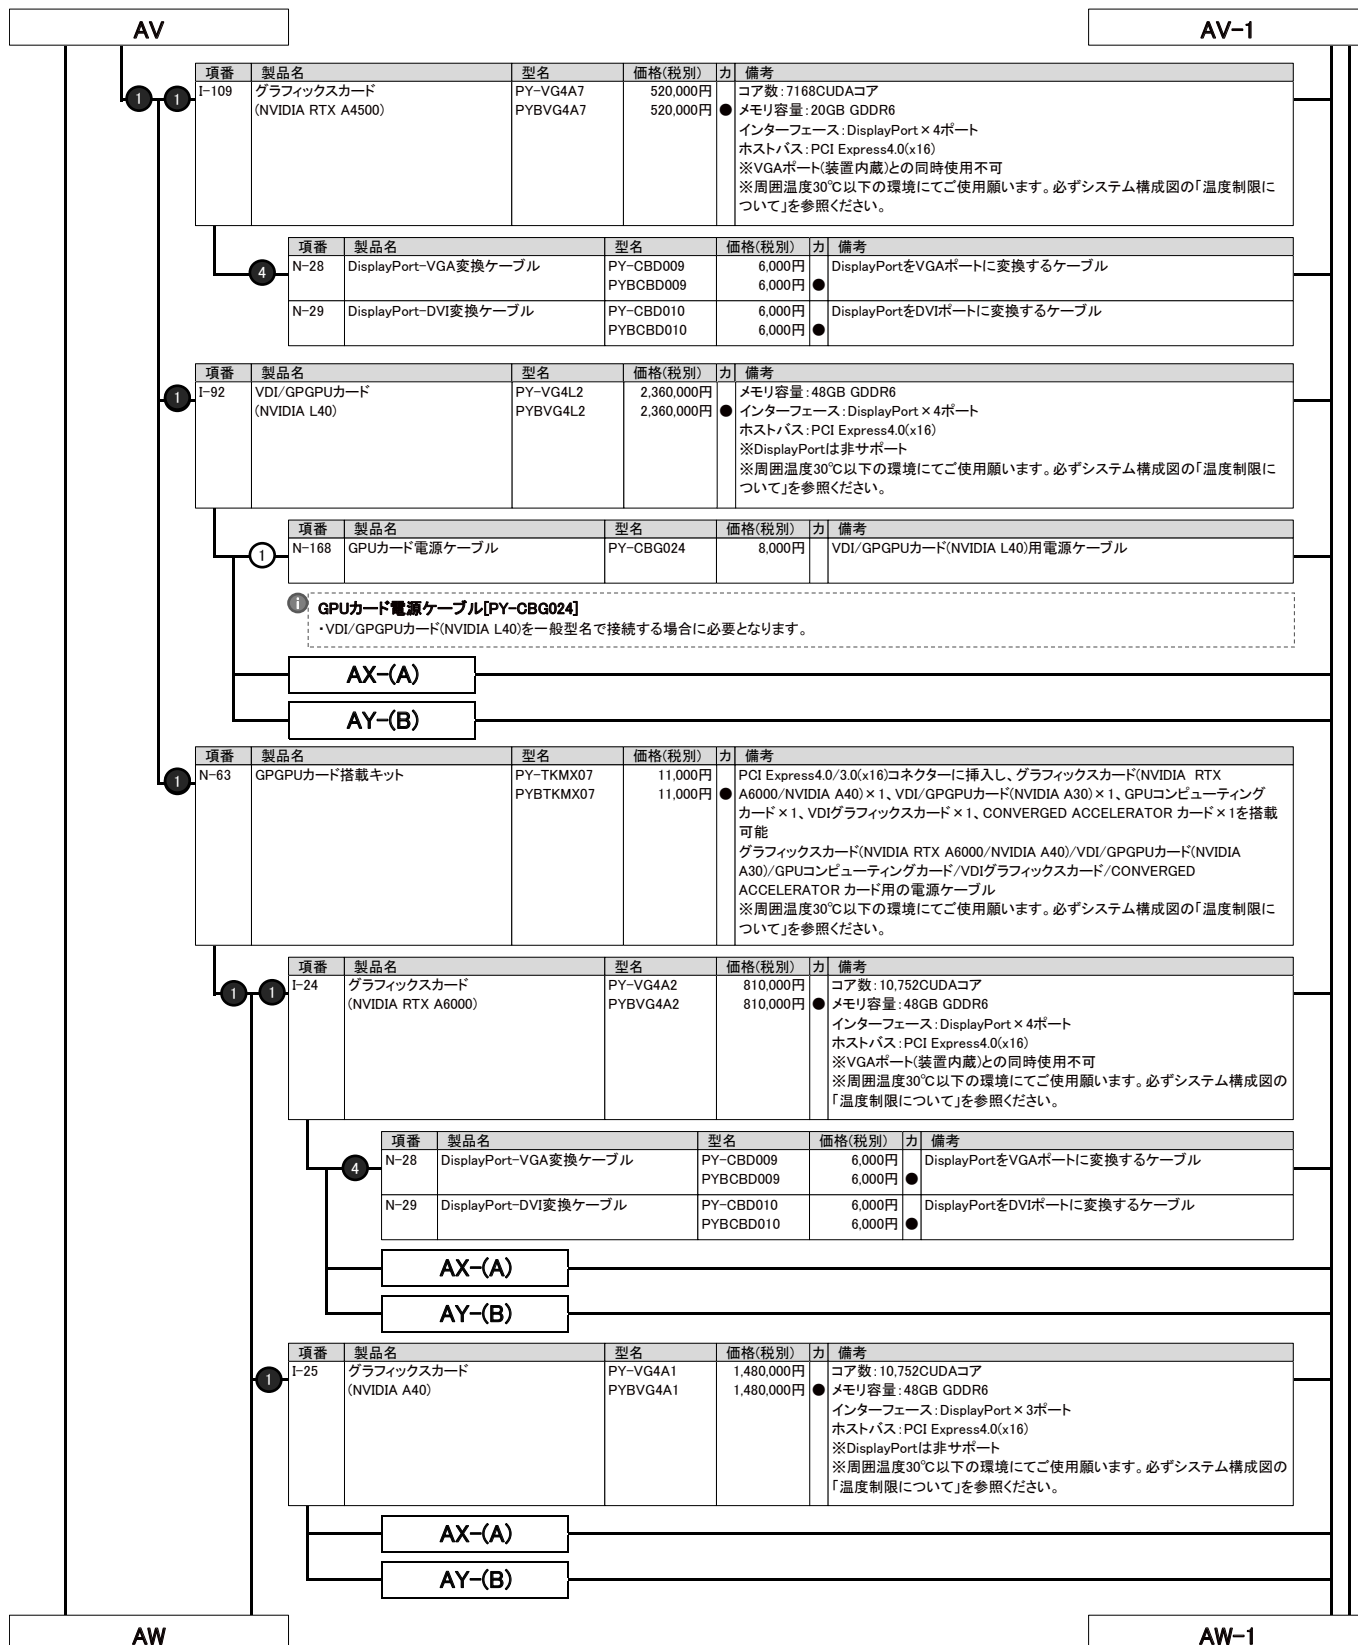 AV
AV-1
項番 製品名 型名 価格(税別) カ 備考
1 1 I-109 グラフィックスカード PY-VG4A7 520,000円 コア数:7168CUDAコア
(NVIDIA RTX A4500) PYBVG4A7 520,000円 ● メモリ容量:20GB GDDR6
インターフェース:DisplayPort×4ポート
ホストバス:PCI Express4.0(x16)
※VGAポート(装置内蔵)との同時使用不可
※周囲温度30℃以下の環境にてご使用願います。必ずシステム構成図の「温度制限に
ついて」を参照ください。
項番 製品名 型名 価格(税別) カ 備考
4 N-28 DisplayPort-VGA変換ケーブル PY-CBD009 6,000円 DisplayPortをVGAポートに変換するケーブル
PYBCBD009 6,000円 ●
N-29 DisplayPort-DVI変換ケーブル PY-CBD010 6,000円 DisplayPortをDVIポートに変換するケーブル
PYBCBD010 6,000円 ●
項番 製品名 型名 価格(税別) カ 備考
1 I-92 VDI/GPGPUカード PY-VG4L2 2,360,000円 メモリ容量:48GB GDDR6
(NVIDIA L40) PYBVG4L2 2,360,000円 ● インターフェース:DisplayPort×4ポート
ホストバス:PCI Express4.0(x16)
※DisplayPortは非サポート
※周囲温度30℃以下の環境にてご使用願います。必ずシステム構成図の「温度制限に
ついて」を参照ください。
項番 製品名 型名 価格(税別) カ 備考
1 N-168 GPUカード電源ケーブル PY-CBG024 8,000円 VDI/GPGPUカード(NVIDIA L40)用電源ケーブル
i GPUカード電源ケーブル[PY-CBG024]
・VDI/GPGPUカード(NVIDIA L40)を一般型名で接続する場合に必要となります。
AX-(A)
AY-(B)
項番 製品名 型名 価格(税別) カ 備考
1 N-63 GPGPUカード搭載キット PY-TKMX07 11,000円 PCI Express4.0/3.0(x16)コネクターに挿入し、グラフィックスカード(NVIDIA RTX
PYBTKMX07 11,000円 ● A6000/NVIDIA A40)×1、VDI/GPGPUカード(NVIDIA A30)×1、GPUコンピューティング
カード×1、VDIグラフィックスカード×1、CONVERGED ACCELERATOR カード×1を搭載
可能
グラフィックスカード(NVIDIA RTX A6000/NVIDIA A40)/VDI/GPGPUカード(NVIDIA
A30)/GPUコンピューティングカード/VDIグラフィックスカード/CONVERGED
ACCELERATOR カード用の電源ケーブル
※周囲温度30℃以下の環境にてご使用願います。必ずシステム構成図の「温度制限に
ついて」を参照ください。
項番 製品名 型名 価格(税別) カ 備考
1 1 I-24 グラフィックスカード PY-VG4A2 810,000円 コア数:10,752CUDAコア
(NVIDIA RTX A6000) PYBVG4A2 810,000円 ● メモリ容量:48GB GDDR6
インターフェース:DisplayPort×4ポート
ホストバス:PCI Express4.0(x16)
※VGAポート(装置内蔵)との同時使用不可
※周囲温度30℃以下の環境にてご使用願います。必ずシステム構成図の
「温度制限について」を参照ください。
項番 製品名 型名 価格(税別) カ 備考
4 N-28 DisplayPort-VGA変換ケーブル PY-CBD009 6,000円 DisplayPortをVGAポートに変換するケーブル
PYBCBD009 6,000円 ●
N-29 DisplayPort-DVI変換ケーブル PY-CBD010 6,000円 DisplayPortをDVIポートに変換するケーブル
PYBCBD010 6,000円 ●
AX-(A)
AY-(B)
項番 製品名 型名 価格(税別) カ 備考
1 I-25 グラフィックスカード PY-VG4A1 1,480,000円 コア数:10,752CUDAコア
(NVIDIA A40) PYBVG4A1 1,480,000円 ● メモリ容量:48GB GDDR6
インターフェース:DisplayPort×3ポート
ホストバス:PCI Express4.0(x16)
※DisplayPortは非サポート
※周囲温度30℃以下の環境にてご使用願います。必ずシステム構成図の
「温度制限について」を参照ください。
AX-(A)
AY-(B)
AW
AW-1